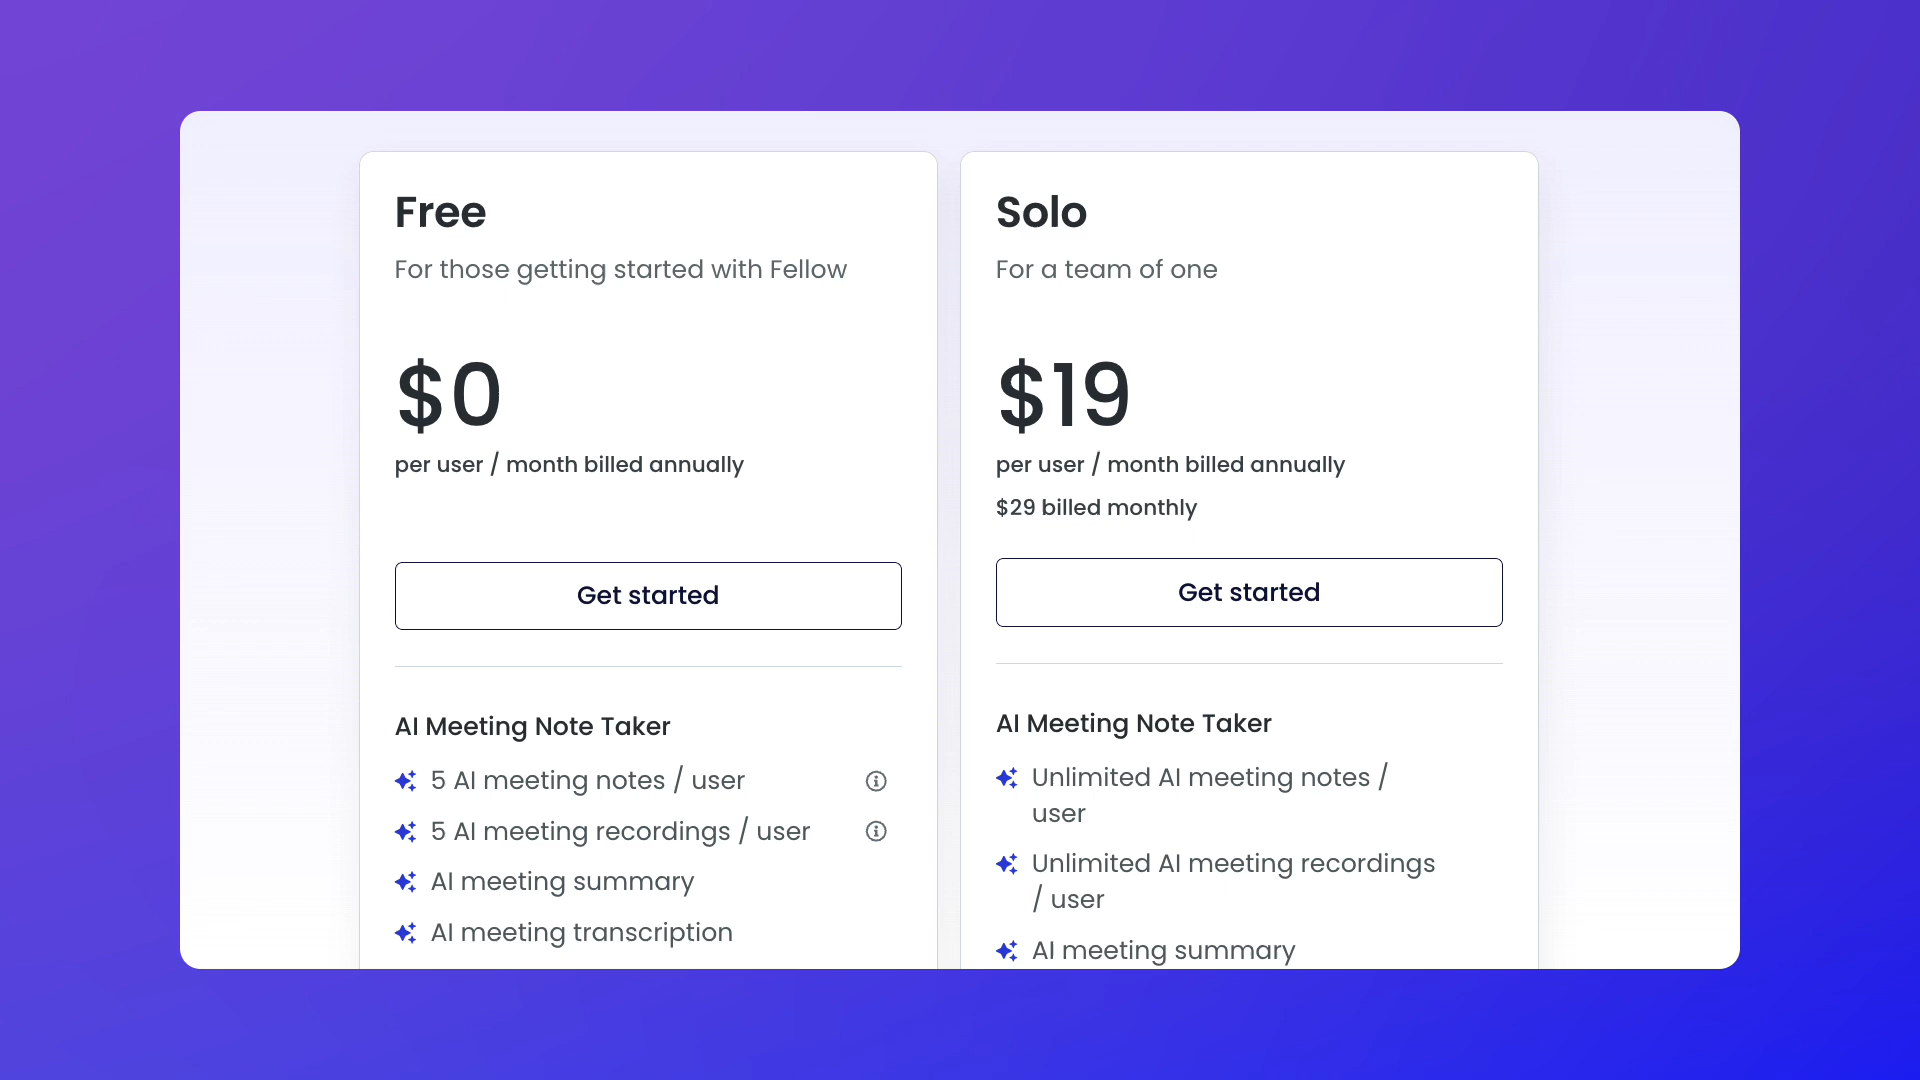 Free
For those getting started with Fellow
$0
per user / month billed annually
Get started
AI Meeting Note Taker
5 AI meeting notes / user
5 AI meeting recordings / user
AI meeting summary
AI meeting transcription
Solo
For a team of one
$19
per user / month billed annually
$29 billed monthly
Get started
AI Meeting Note Taker
Unlimited AI meeting notes /
user
Unlimited AI meeting recordings
/ user
AI meeting summary